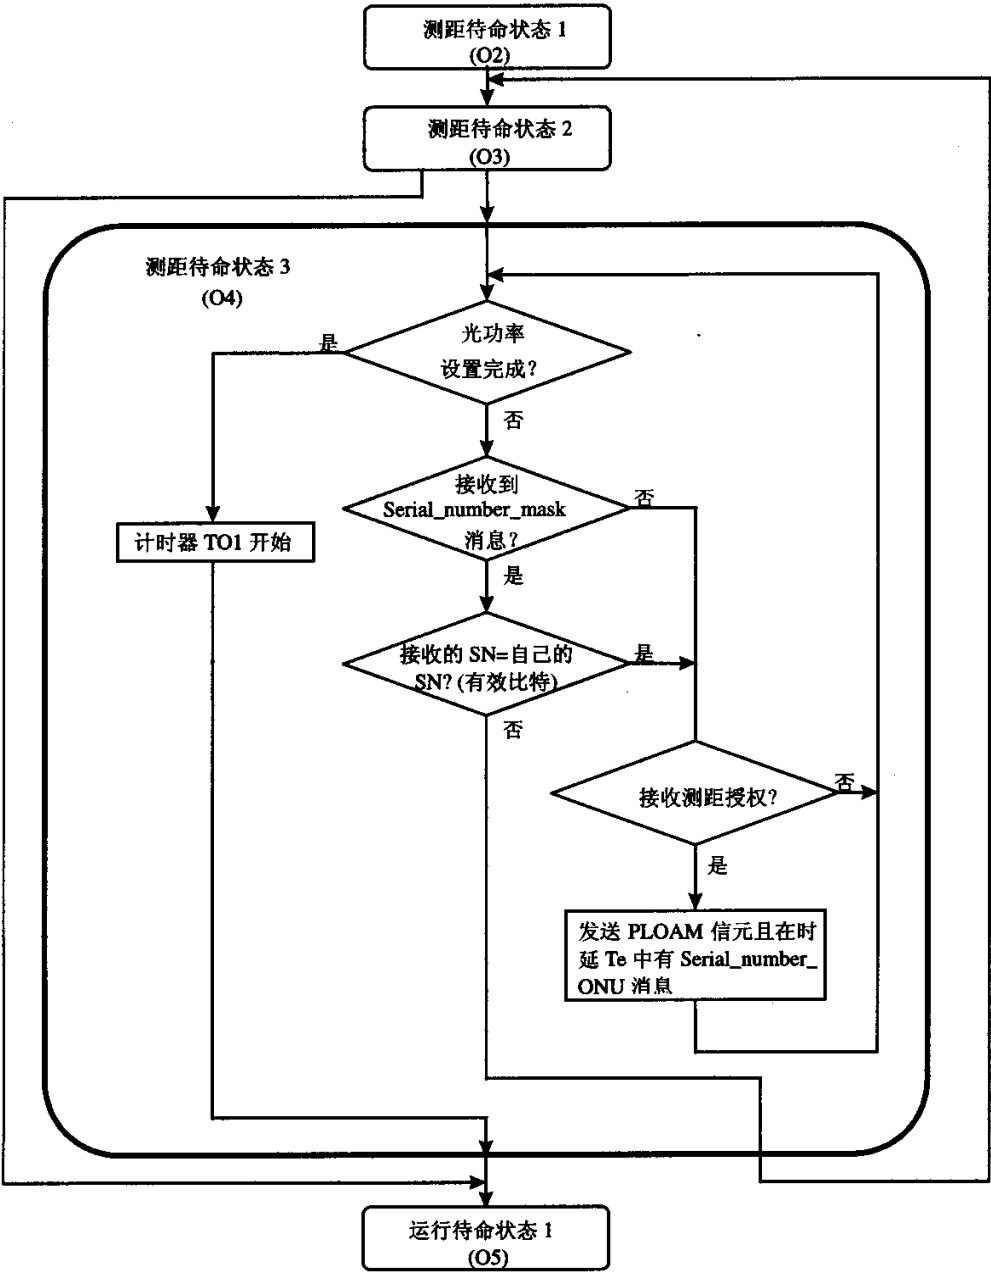 测距待命状态 1
(O2)
测距待命状态 2
(O3)
测距待命状态 3
(O4)
光功率
设置完成?
是
否
接收到
Serial_number_mask
消息?
否
是
计时器 TO1 开始
接收的 SN=自己的
SN? (有效比特)
是
否
接收测距授权?
否
是
发送 PLOAM 信元且在时
延 Te 中有 Serial_number_
ONU 消息
运行待命状态 1
(O5)